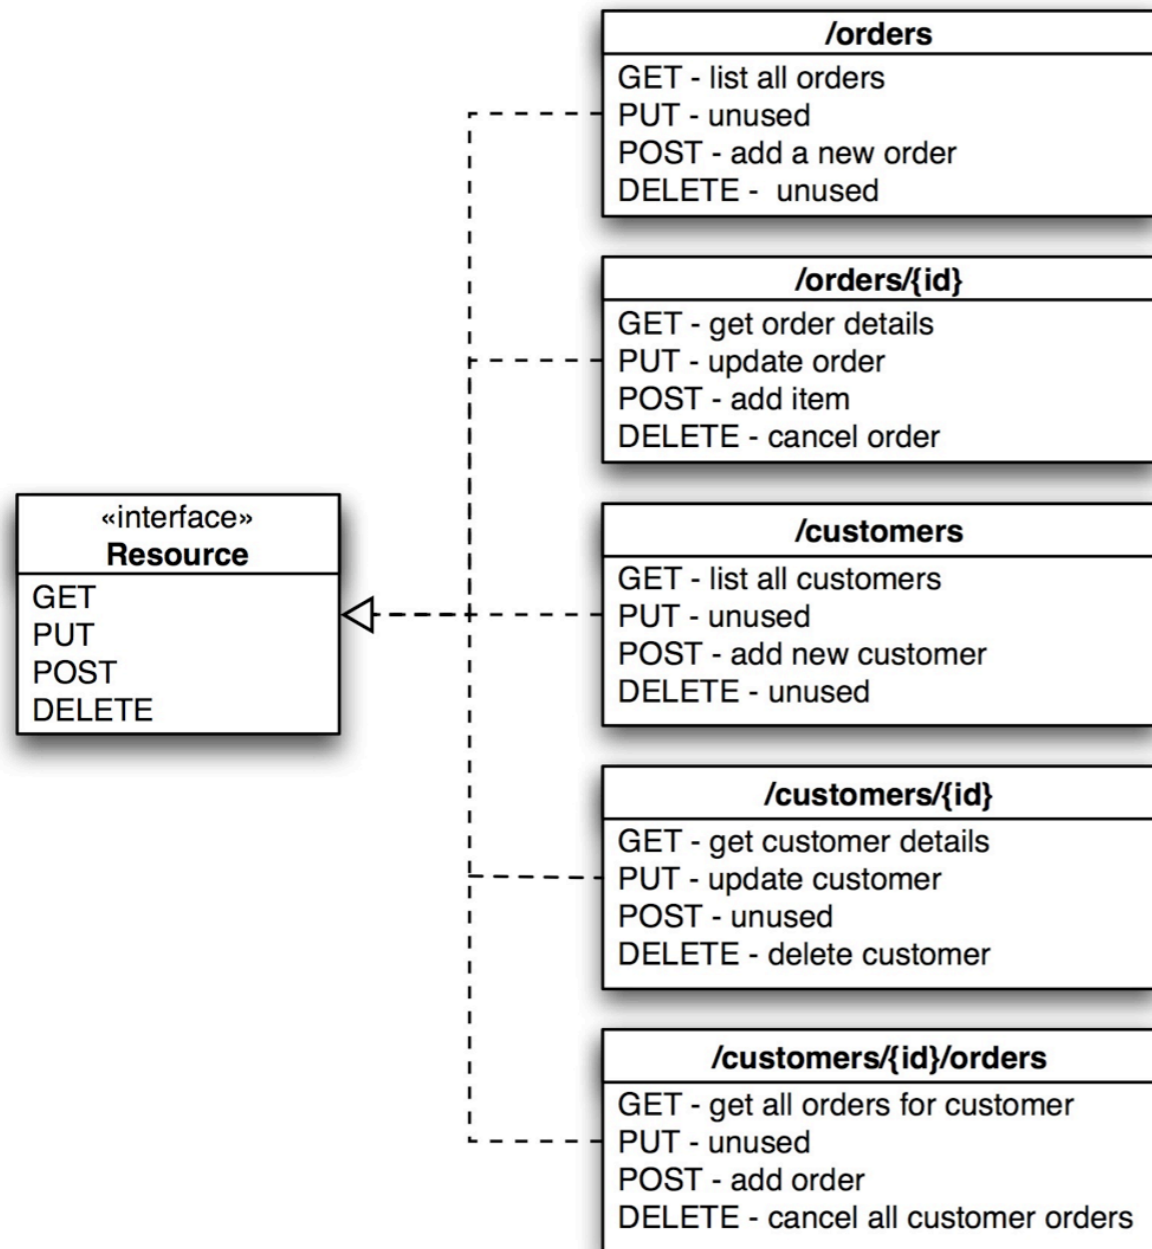 /orders
GET - list all orders
PUT - unused
POST - add a new order
DELETE -  unused
/orders/{id}
GET - get order details
PUT - update order
POST - add item
DELETE - cancel order
«interface»
Resource
GET
PUT
POST
DELETE
/customers
GET - list all customers
PUT - unused
POST - add new customer
DELETE - unused
/customers/{id}
GET - get customer details
PUT - update customer
POST - unused
DELETE - delete customer
/customers/{id}/orders
GET - get all orders for customer
PUT - unused
POST - add order
DELETE - cancel all customer orders